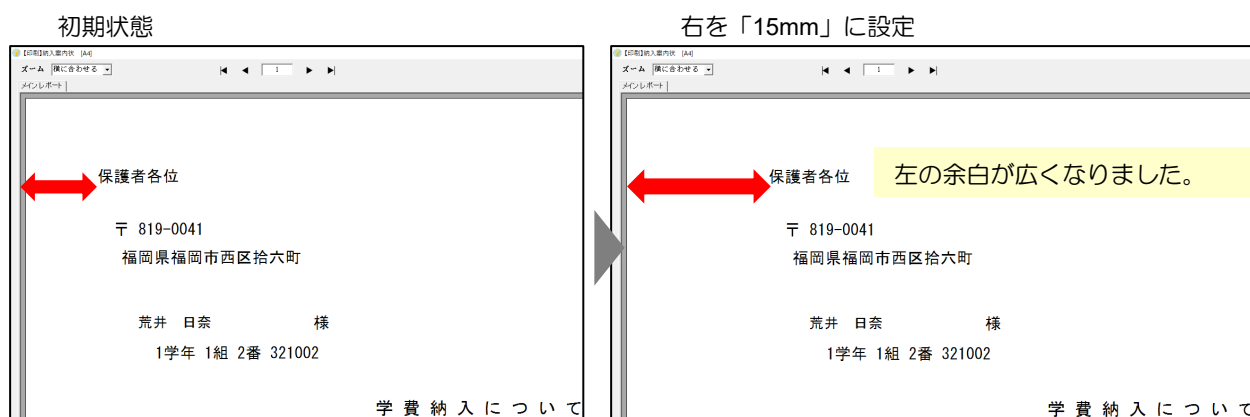 初期状態
【印刷】納入案内状 [A4]
ズーム 横に合わせる 1
メインレポート
保護者各位
〒 819-0041
福岡県福岡市西区拾六町
荒井 日奈 様
1学年 1組 2番 321002
学費納入について
右を「15mm」に設定
【印刷】納入案内状 [A4]
ズーム 横に合わせる 1
メインレポート
保護者各位
左の余白が広くなりました。
〒 819-0041
福岡県福岡市西区拾六町
荒井 日奈 様
1学年 1組 2番 321002
学費納入について